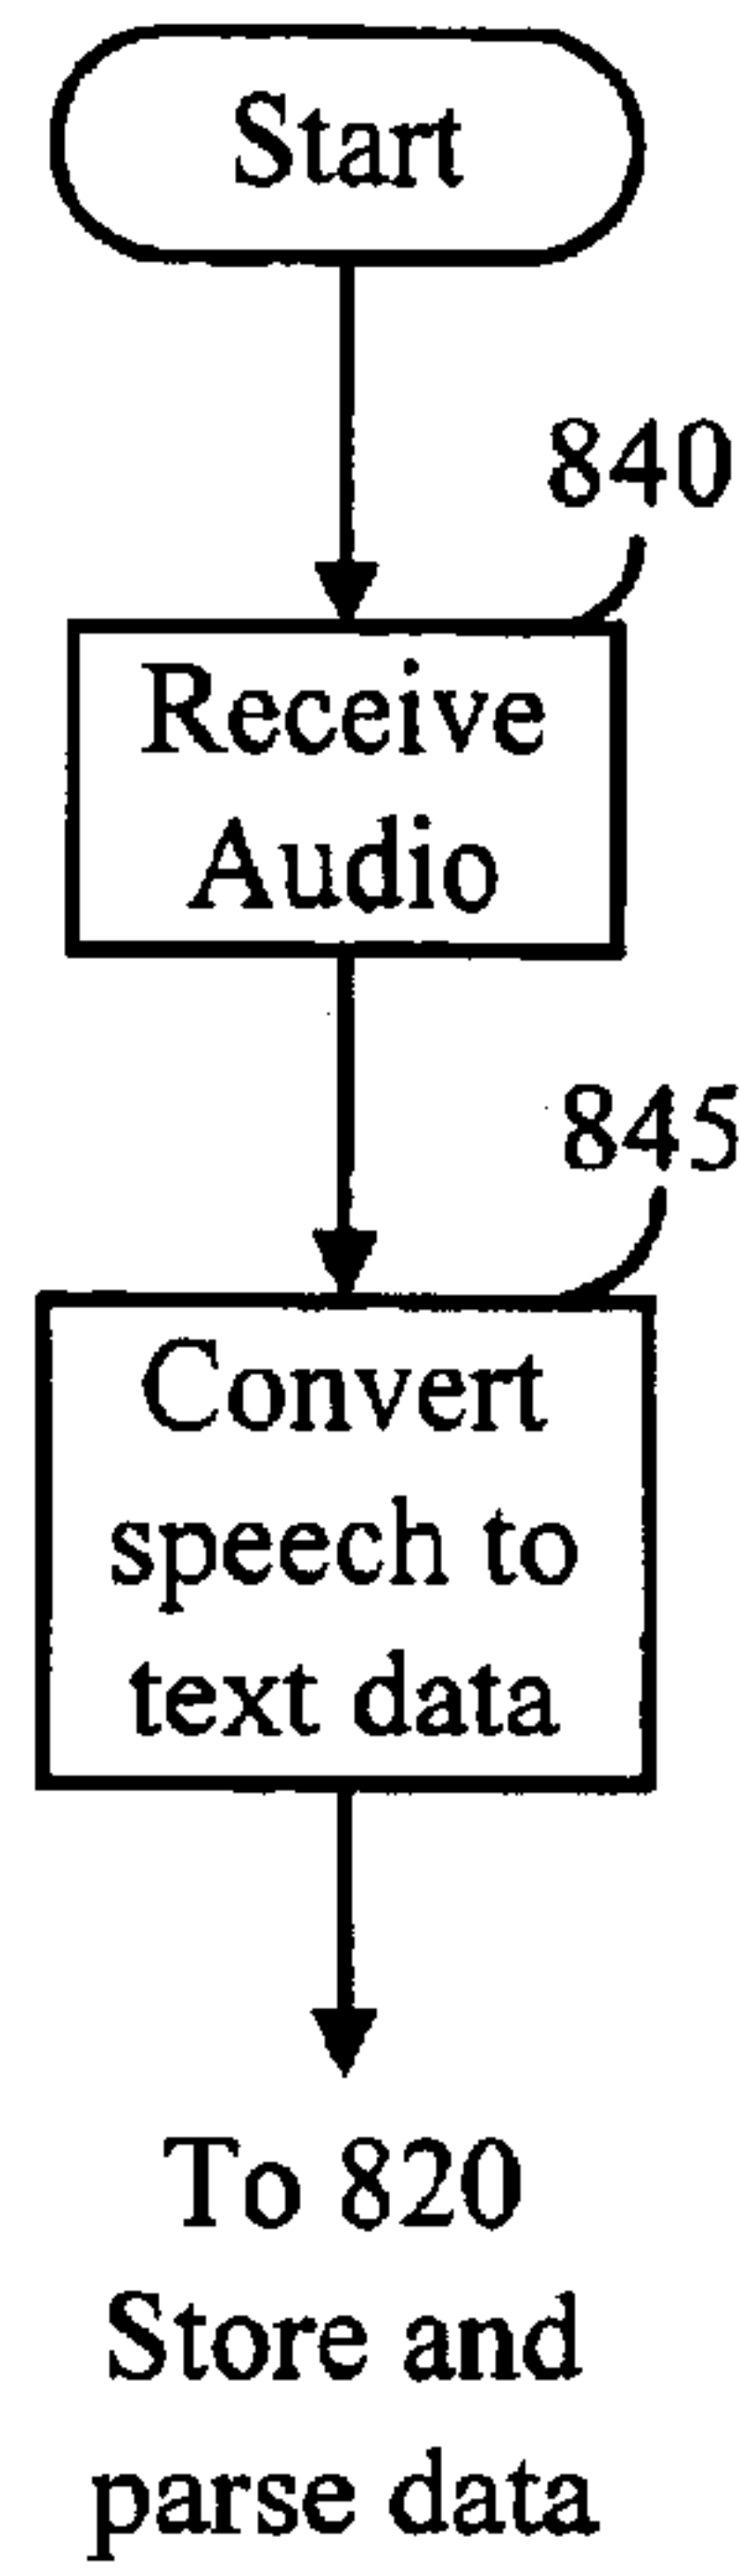 Start
840
Receive
Audio
845
Convert
speech to
text data
To 820
Store and
parse data